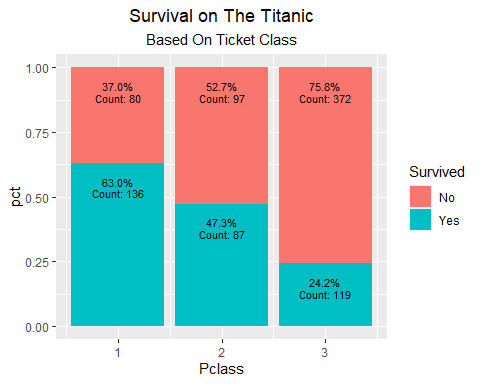 Survival on The Titanic
Based On Ticket Class
1.00
0.75
0.50
0.25
0.00
pct
37.0%
Count: 80
63.0%
Count: 136
52.7%
Count: 97
47.3%
Count: 87
75.8%
Count: 372
24.2%
Count: 119
1
2
3
Pclass
Survived
No
Yes